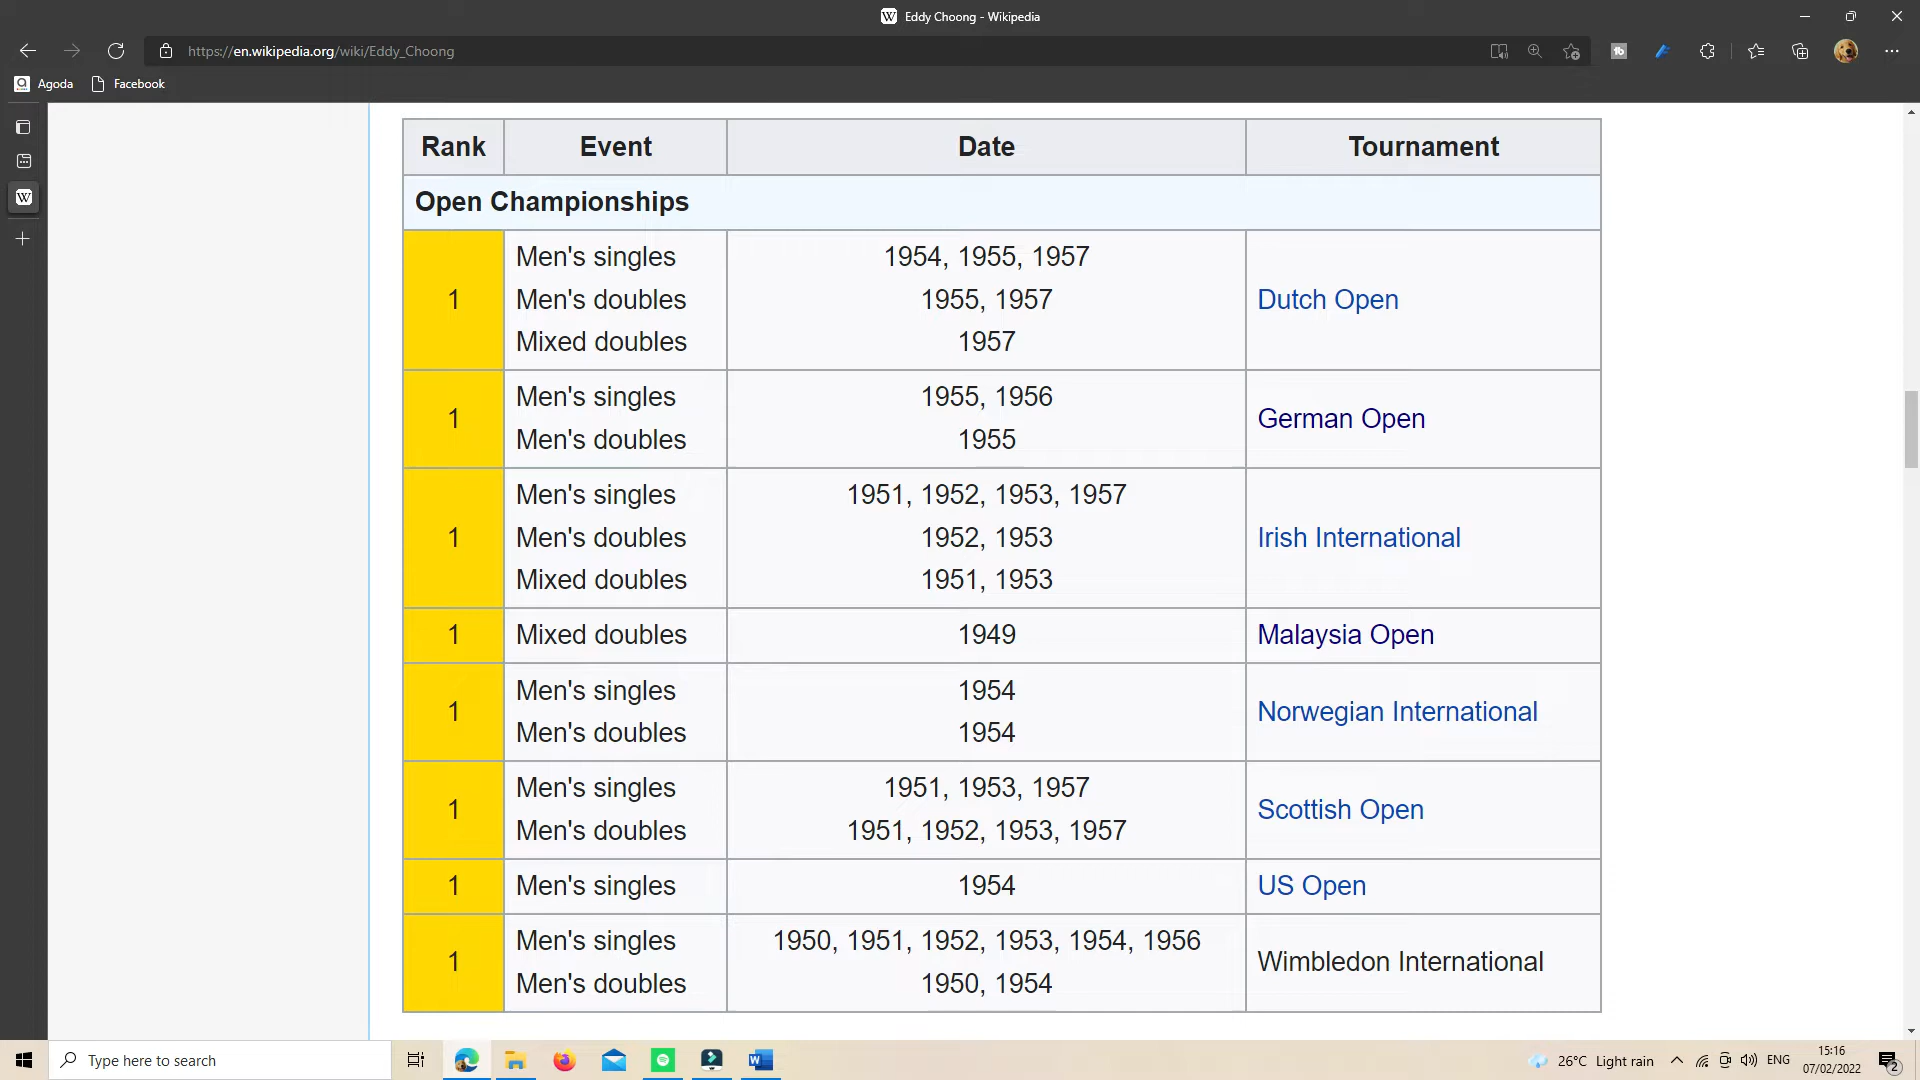 Eddy Choong - Wikipedia
https://en.wikipedia.org/wiki/Eddy_Choong
Agoda Facebook
Rank Event Date Tournament
Open Championships
Men's singles 1954, 1955, 1957
1 Men's doubles 1955, 1957 Dutch Open
Mixed doubles 1957
Men's singles 1955, 1956
1 German Open
Men's doubles 1955
Men's singles 1951, 1952, 1953, 1957
1 Men's doubles 1952, 1953 Irish International
Mixed doubles 1951, 1953
1 Mixed doubles 1949 Malaysia Open
Men's singles 1954
1 Norwegian International
Men's doubles 1954
Men's singles 1951, 1953, 1957
1 Scottish Open
Men's doubles 1951, 1952, 1953, 1957
1 Men's singles 1954 US Open
Men's singles 1950, 1951, 1952, 1953, 1954, 1956
1 Wimbledon International
Men's doubles 1950, 1954
Type here to search 26°C Light rain ENG 15:16
07/02/2022 2